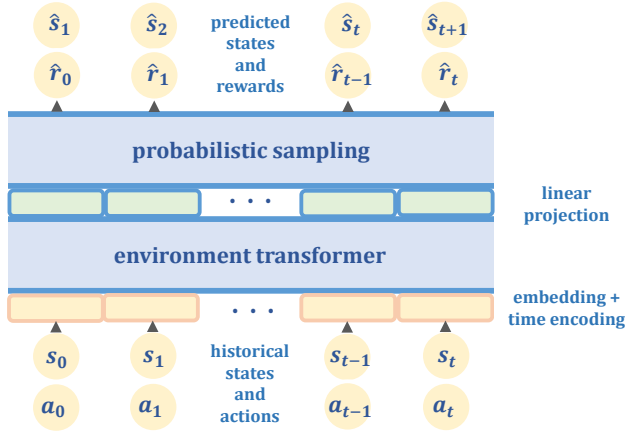 ŝ₁ ŝ₂ predicted ŝₜ ŝₜ₊₁
states
and
r̂₀ r̂₁ rewards r̂ₜ₋₁ r̂ₜ
probabilistic sampling
· · ·
linear
projection
environment transformer
· · ·
embedding +
time encoding
s₀ s₁ historical sₜ₋₁ sₜ
states
and
a₀ a₁ actions aₜ₋₁ aₜ